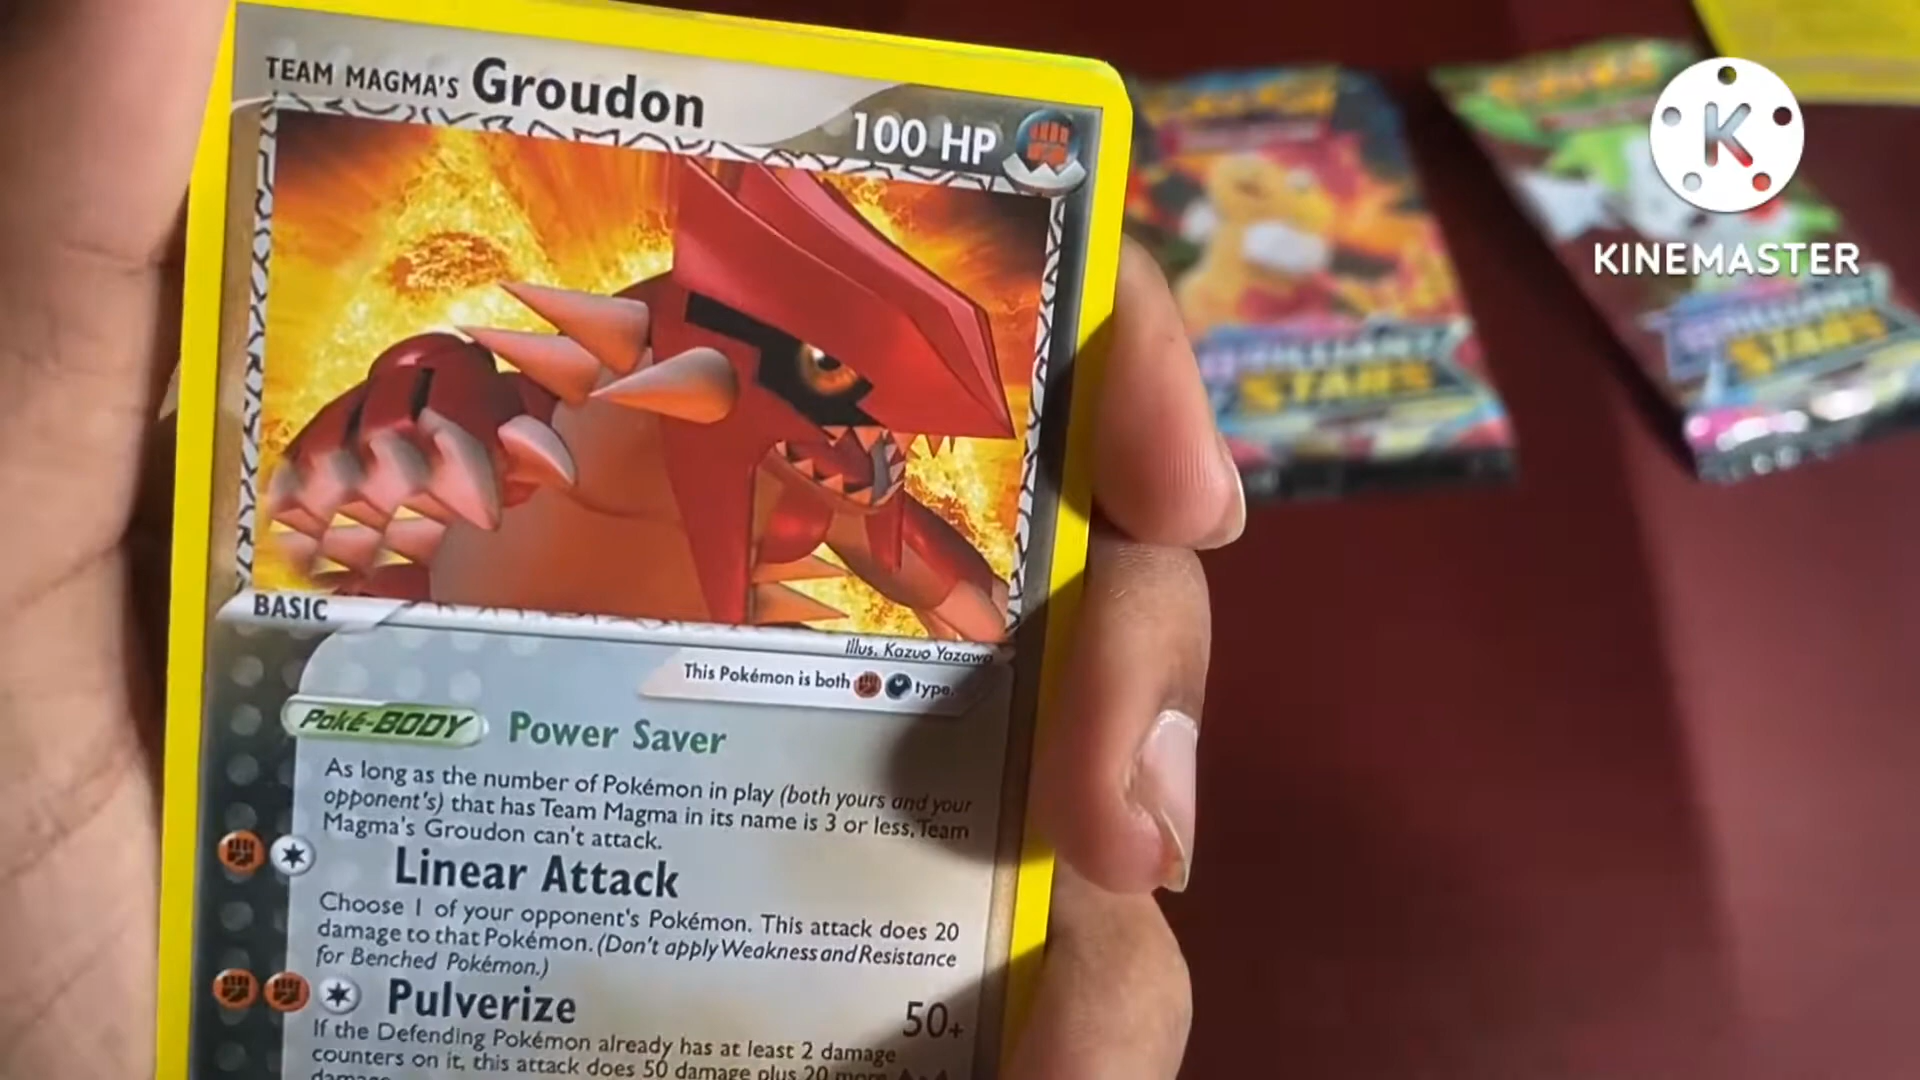 TEAM MAGMA'S Groudon
100 HP
K
KINEMASTER
BRILLIANT
STARS
BRILLIANT
STARS
BASIC
Illus. Kazuo Yazawa
This Pokémon is both type.
Poké-BODY Power Saver
As long as the number of Pokémon in play (both yours and your
opponent's) that has Team Magma in its name is 3 or less, Team
Magma's Groudon can't attack.
Linear Attack
Choose 1 of your opponent's Pokémon. This attack does 20
damage to that Pokémon. (Don't apply Weakness and Resistance
for Benched Pokémon.)
Pulverize 50+
If the Defending Pokémon already has at least 2 damage
counters on it, this attack does 50 damage plus 20 more